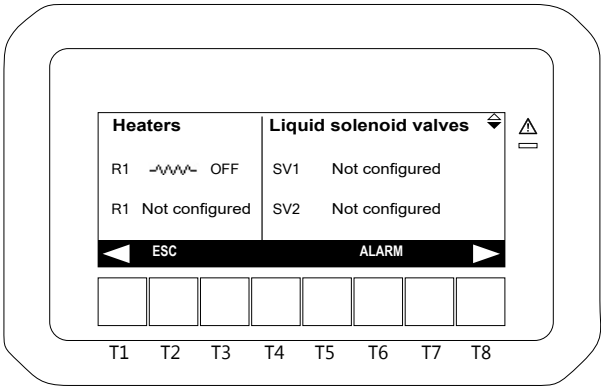 Heaters Liquid solenoid valves
R1 OFF SV1 Not configured
R1 Not configured SV2 Not configured
ESC ALARM
T1 T2 T3 T4 T5 T6 T7 T8